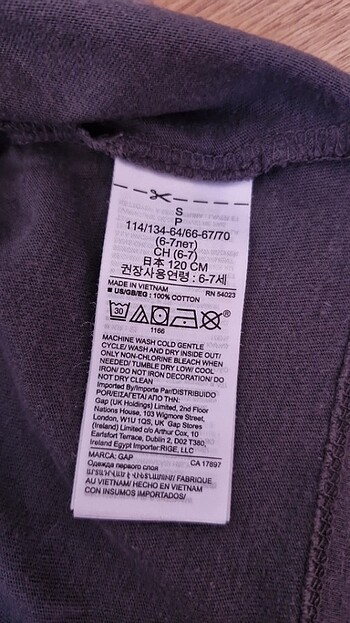 S
P
114/134-64/66-67/70
(6-7лет)
CH (6-7)
日本 120 CM
권장사용연령: 6-7세
MADE IN VIETNAM RN 54023
■ US/GB/EG: 100% COTTON
30
1166
MACHINE WASH COLD GENTLE
CYCLE/ WASH AND DRY INSIDE OUT/
ONLY NON-CHLORINE BLEACH WHEN
NEEDED/ TUMBLE DRY LOW/ COOL
IRON/ DO NOT IRON DECORATION/ DO
NOT DRY CLEAN
Imported By/Importe Par/DISTRIBUIDO
POR/ΕΙΣΑΓΕΤΑΙ ΑΠΟ ΤΗΝ:
Gap (UK Holdings) Limited, 2nd Floor
Nations House, 103 Wigmore Street,
London, W1U 1QS, UK Gap Stores
(Ireland) Limited c/o Arthur Cox, 10
Earlsfort Terrace, Dublin 2, D02 T380,
Ireland Egypt Importer:RIGE, LLC
MARCA: GAP CA 17897
Одежда первого слоя
FABRIQUE
AU VIETNAM/ HECHO EN VIETNAM
CON INSUMOS IMPORTADOS/